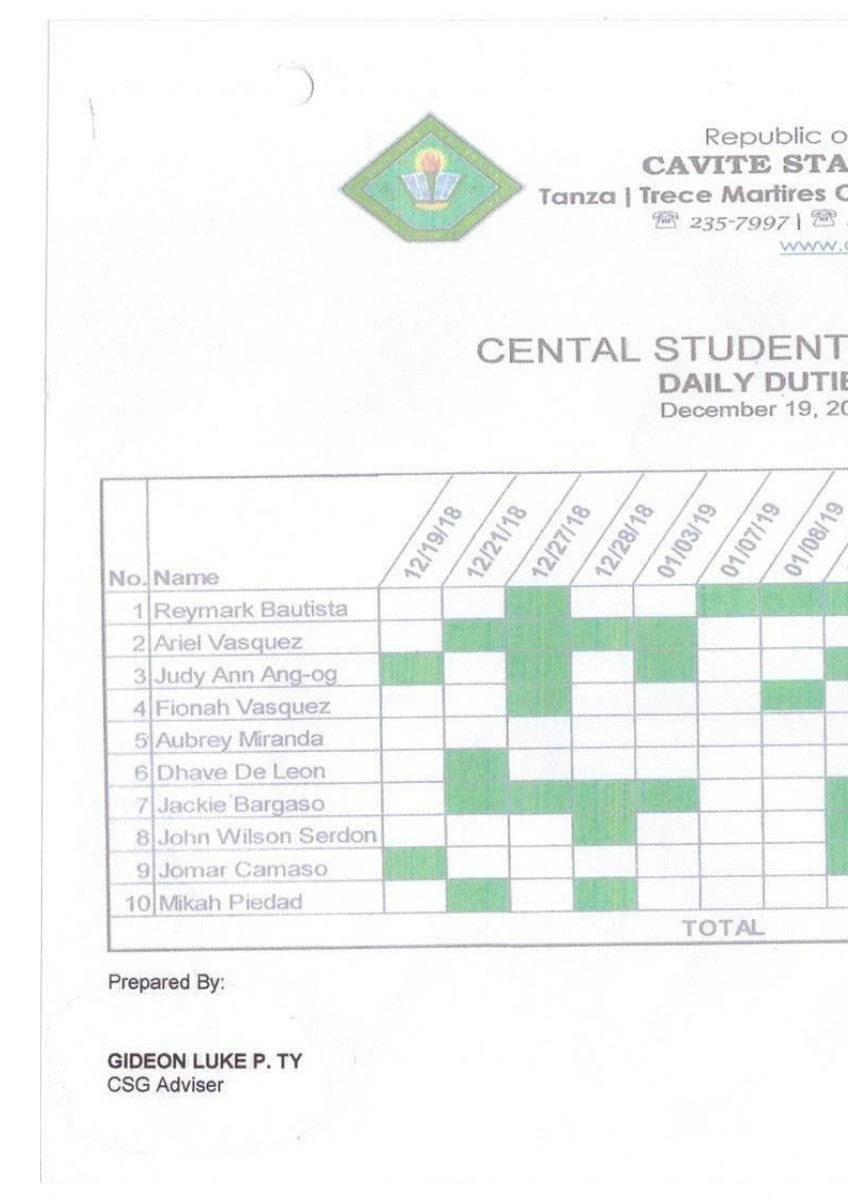 Republic o
CAVITE STA
Tanza | Trece Martires C
☏ 235-7997 | ☏
www.
CENTAL STUDENT
DAILY DUTIE
December 19, 20
No. Name 12/19/18 12/21/18 12/27/18 12/28/18 01/03/19 01/07/19 01/08/19
1 Reymark Bautista
2 Ariel Vasquez
3 Judy Ann Ang-og
4 Fionah Vasquez
5 Aubrey Miranda
6 Dhave De Leon
7 Jackie Bargaso
8 John Wilson Serdon
9 Jomar Camaso
10 Mikah Piedad
TOTAL
Prepared By:
GIDEON LUKE P. TY
CSG Adviser